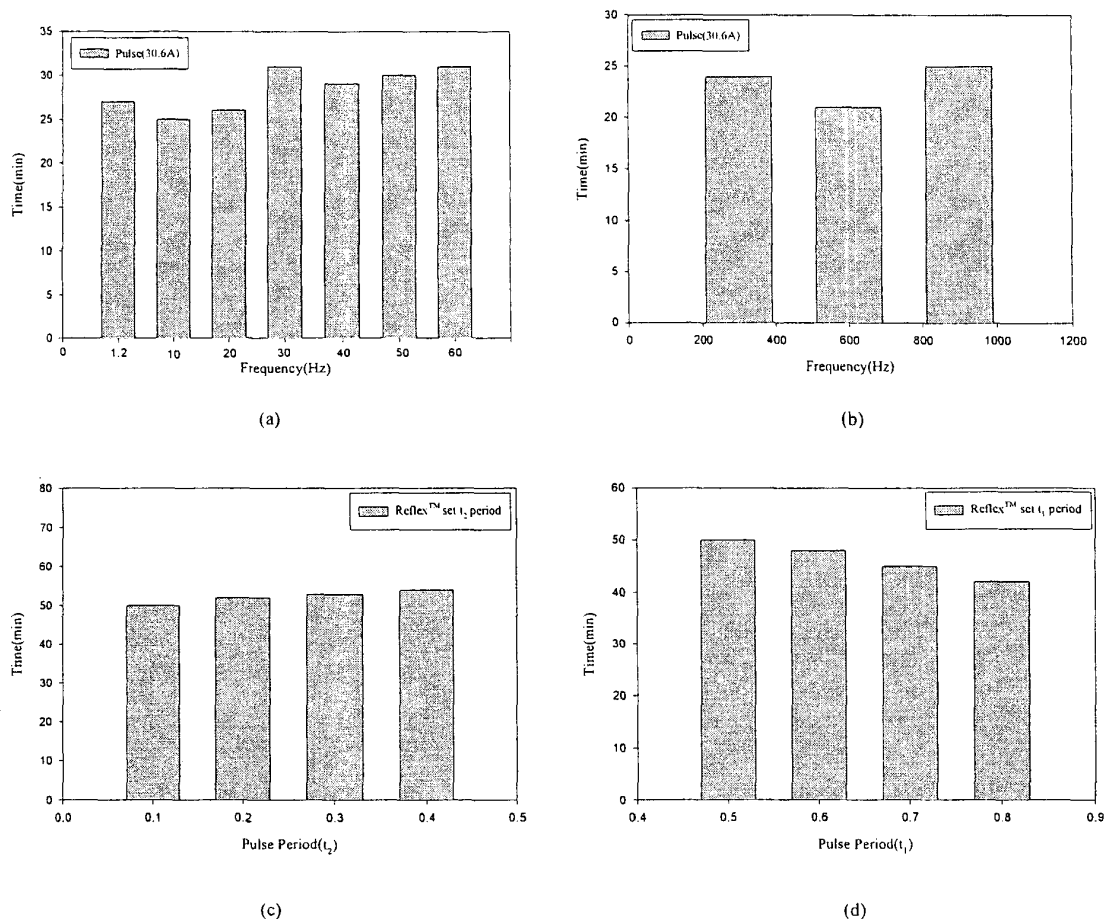 35
30
25
20
15
10
5
0
Time(min)
Pulse(30.6A)
0 1.2 10 20 30 40 50 60
Frequency(Hz)
(a)
30
25
20
15
10
5
0
Time(min)
Pulse(30.6A)
0 200 400 600 800 1000 1200
Frequency(Hz)
(b)
80
70
60
50
40
30
20
10
0
Time(min)
Reflex™ set t₂ period
0.0 0.1 0.2 0.3 0.4 0.5
Pulse Period(t₂)
(c)
60
50
40
30
20
10
0
Time(min)
Reflex™ set t₁ period
0.4 0.5 0.6 0.7 0.8 0.9
Pulse Period(t₁)
(d)